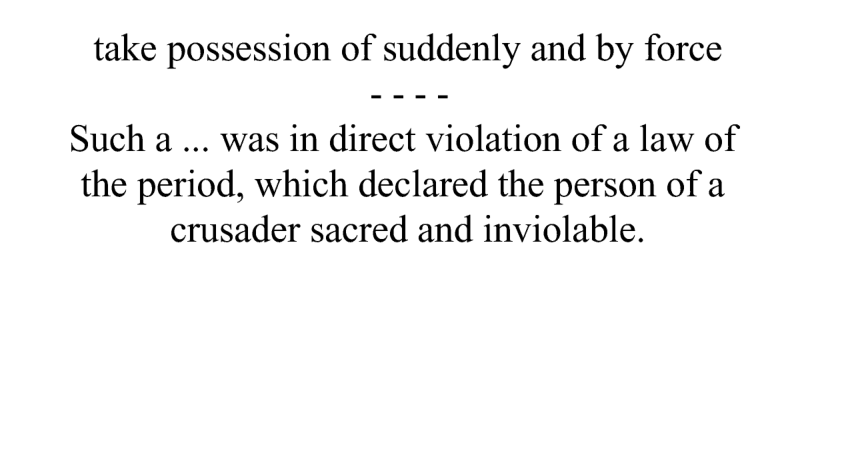 take possession of suddenly and by force
- - - -
Such a ... was in direct violation of a law of
the period, which declared the person of a
crusader sacred and inviolable.